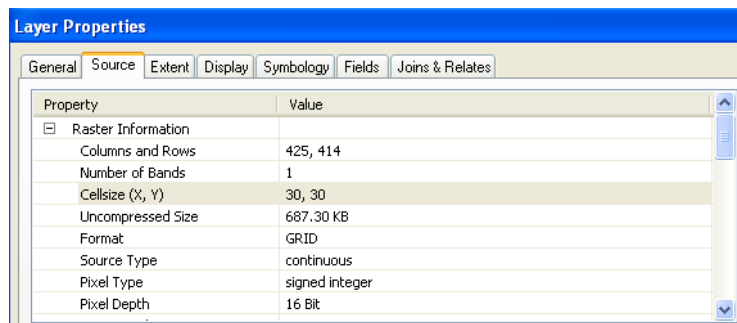 Layer Properties
General Source Extent Display Symbology Fields Joins & Relates
Property Value
Raster Information
Columns and Rows 425, 414
Number of Bands 1
Cellsize (X, Y) 30, 30
Uncompressed Size 687.30 KB
Format GRID
Source Type continuous
Pixel Type signed integer
Pixel Depth 16 Bit